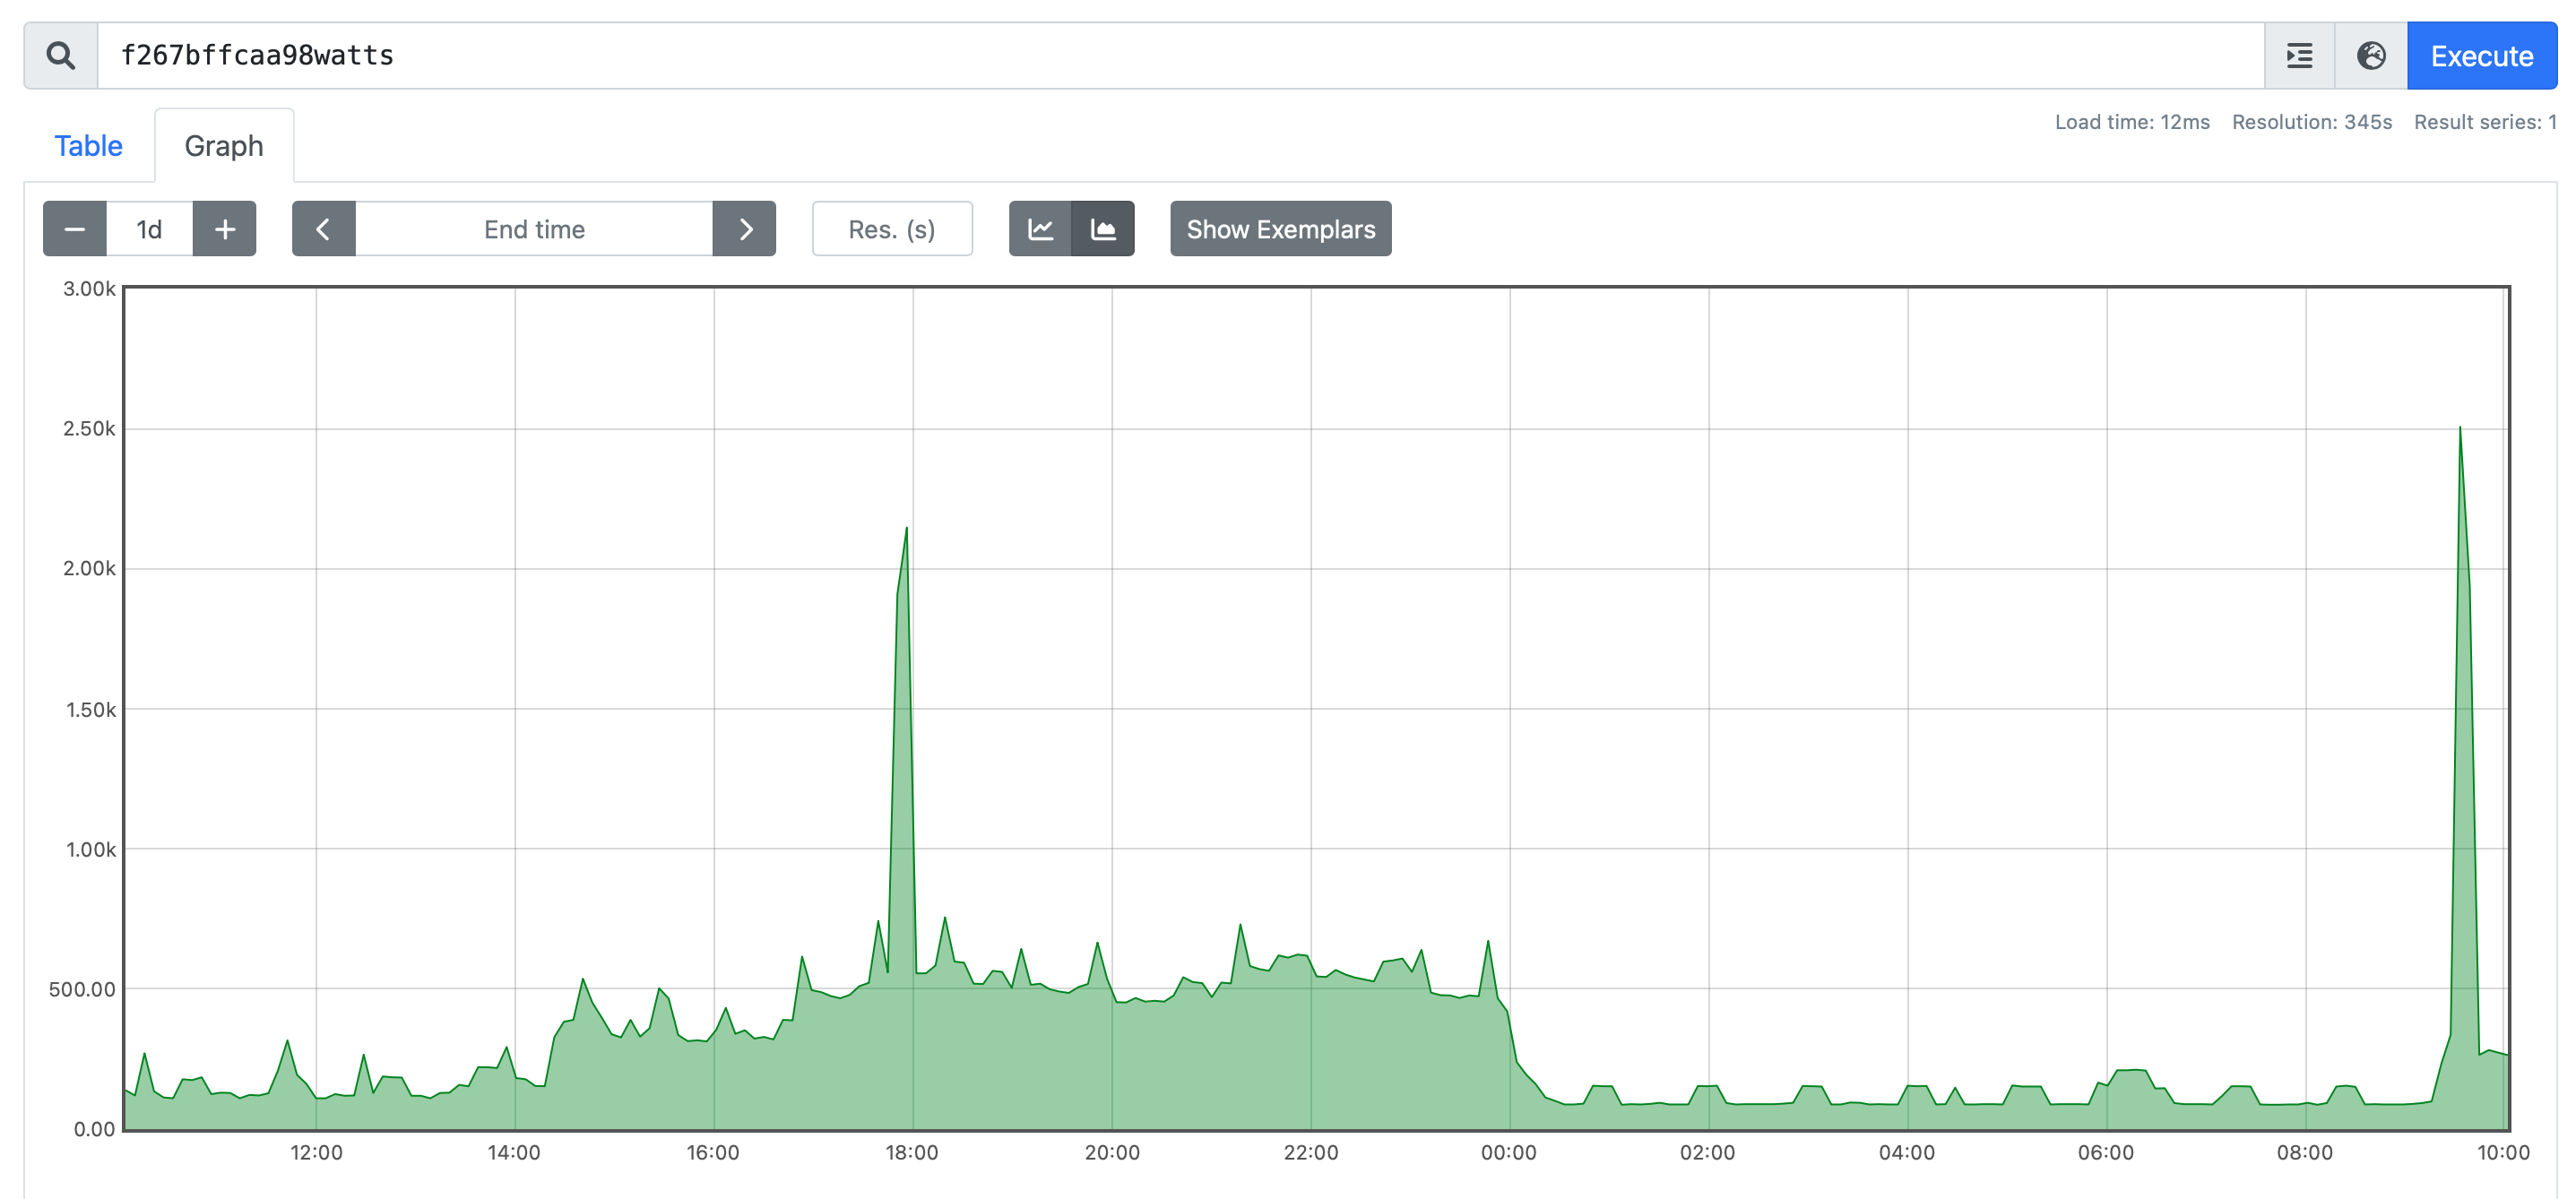 f267bffcaa98watts
Execute
Load time: 12ms Resolution: 345s Result series: 1
Table Graph
1d End time Res. (s) Show Exemplars
3.00k
2.50k
2.00k
1.50k
1.00k
500.00
0.00
12:00 14:00 16:00 18:00 20:00 22:00 00:00 02:00 04:00 06:00 08:00 10:00